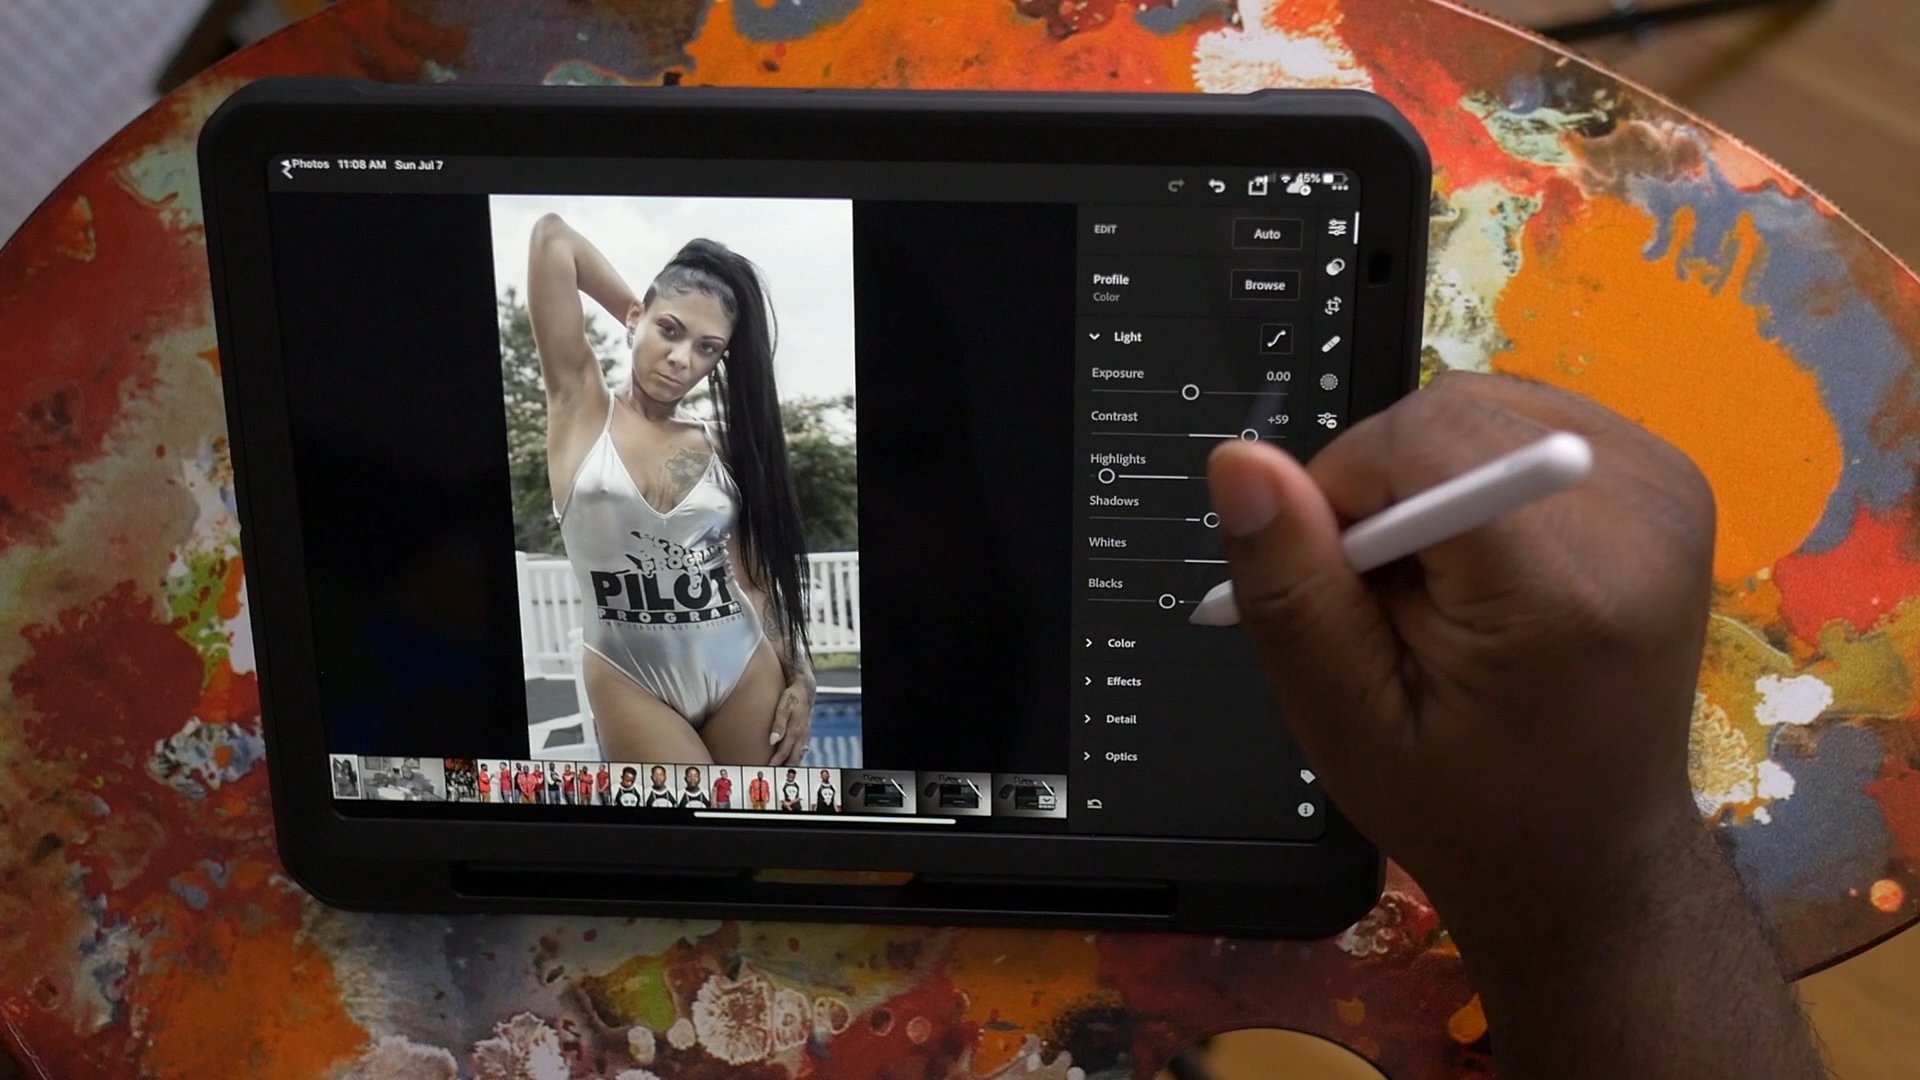 Photos 11:08 AM Sun Jul 7
45%
EDIT
Auto
Profile
Color
Browse
Light
Exposure
0.00
Contrast
+59
Highlights
Shadows
Whites
Blacks
Color
Effects
Detail
Optics
PILOT
PROGRAM